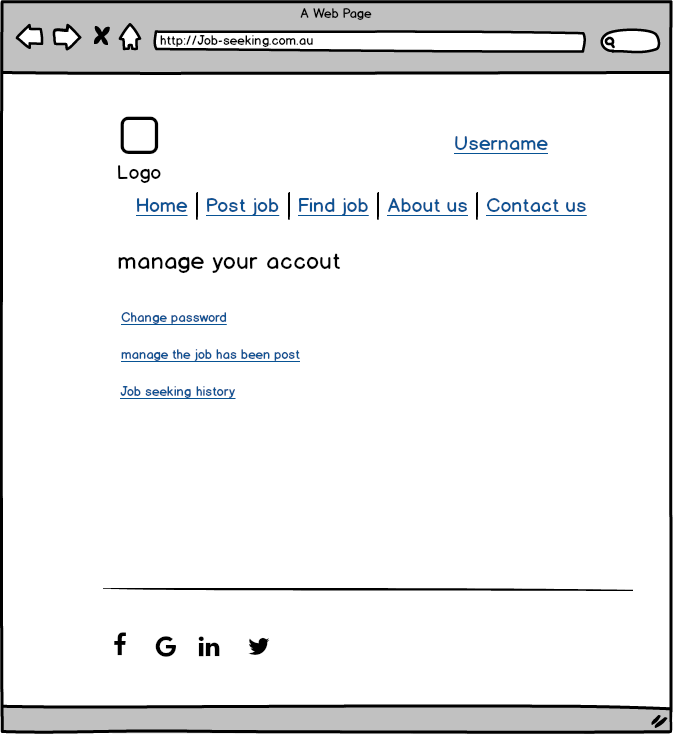 A Web Page
http://Job-seeking.com.au
Username
Logo
Home | Post job | Find job | About us | Contact us
manage your accout
Change password
manage the job has been post
Job seeking history